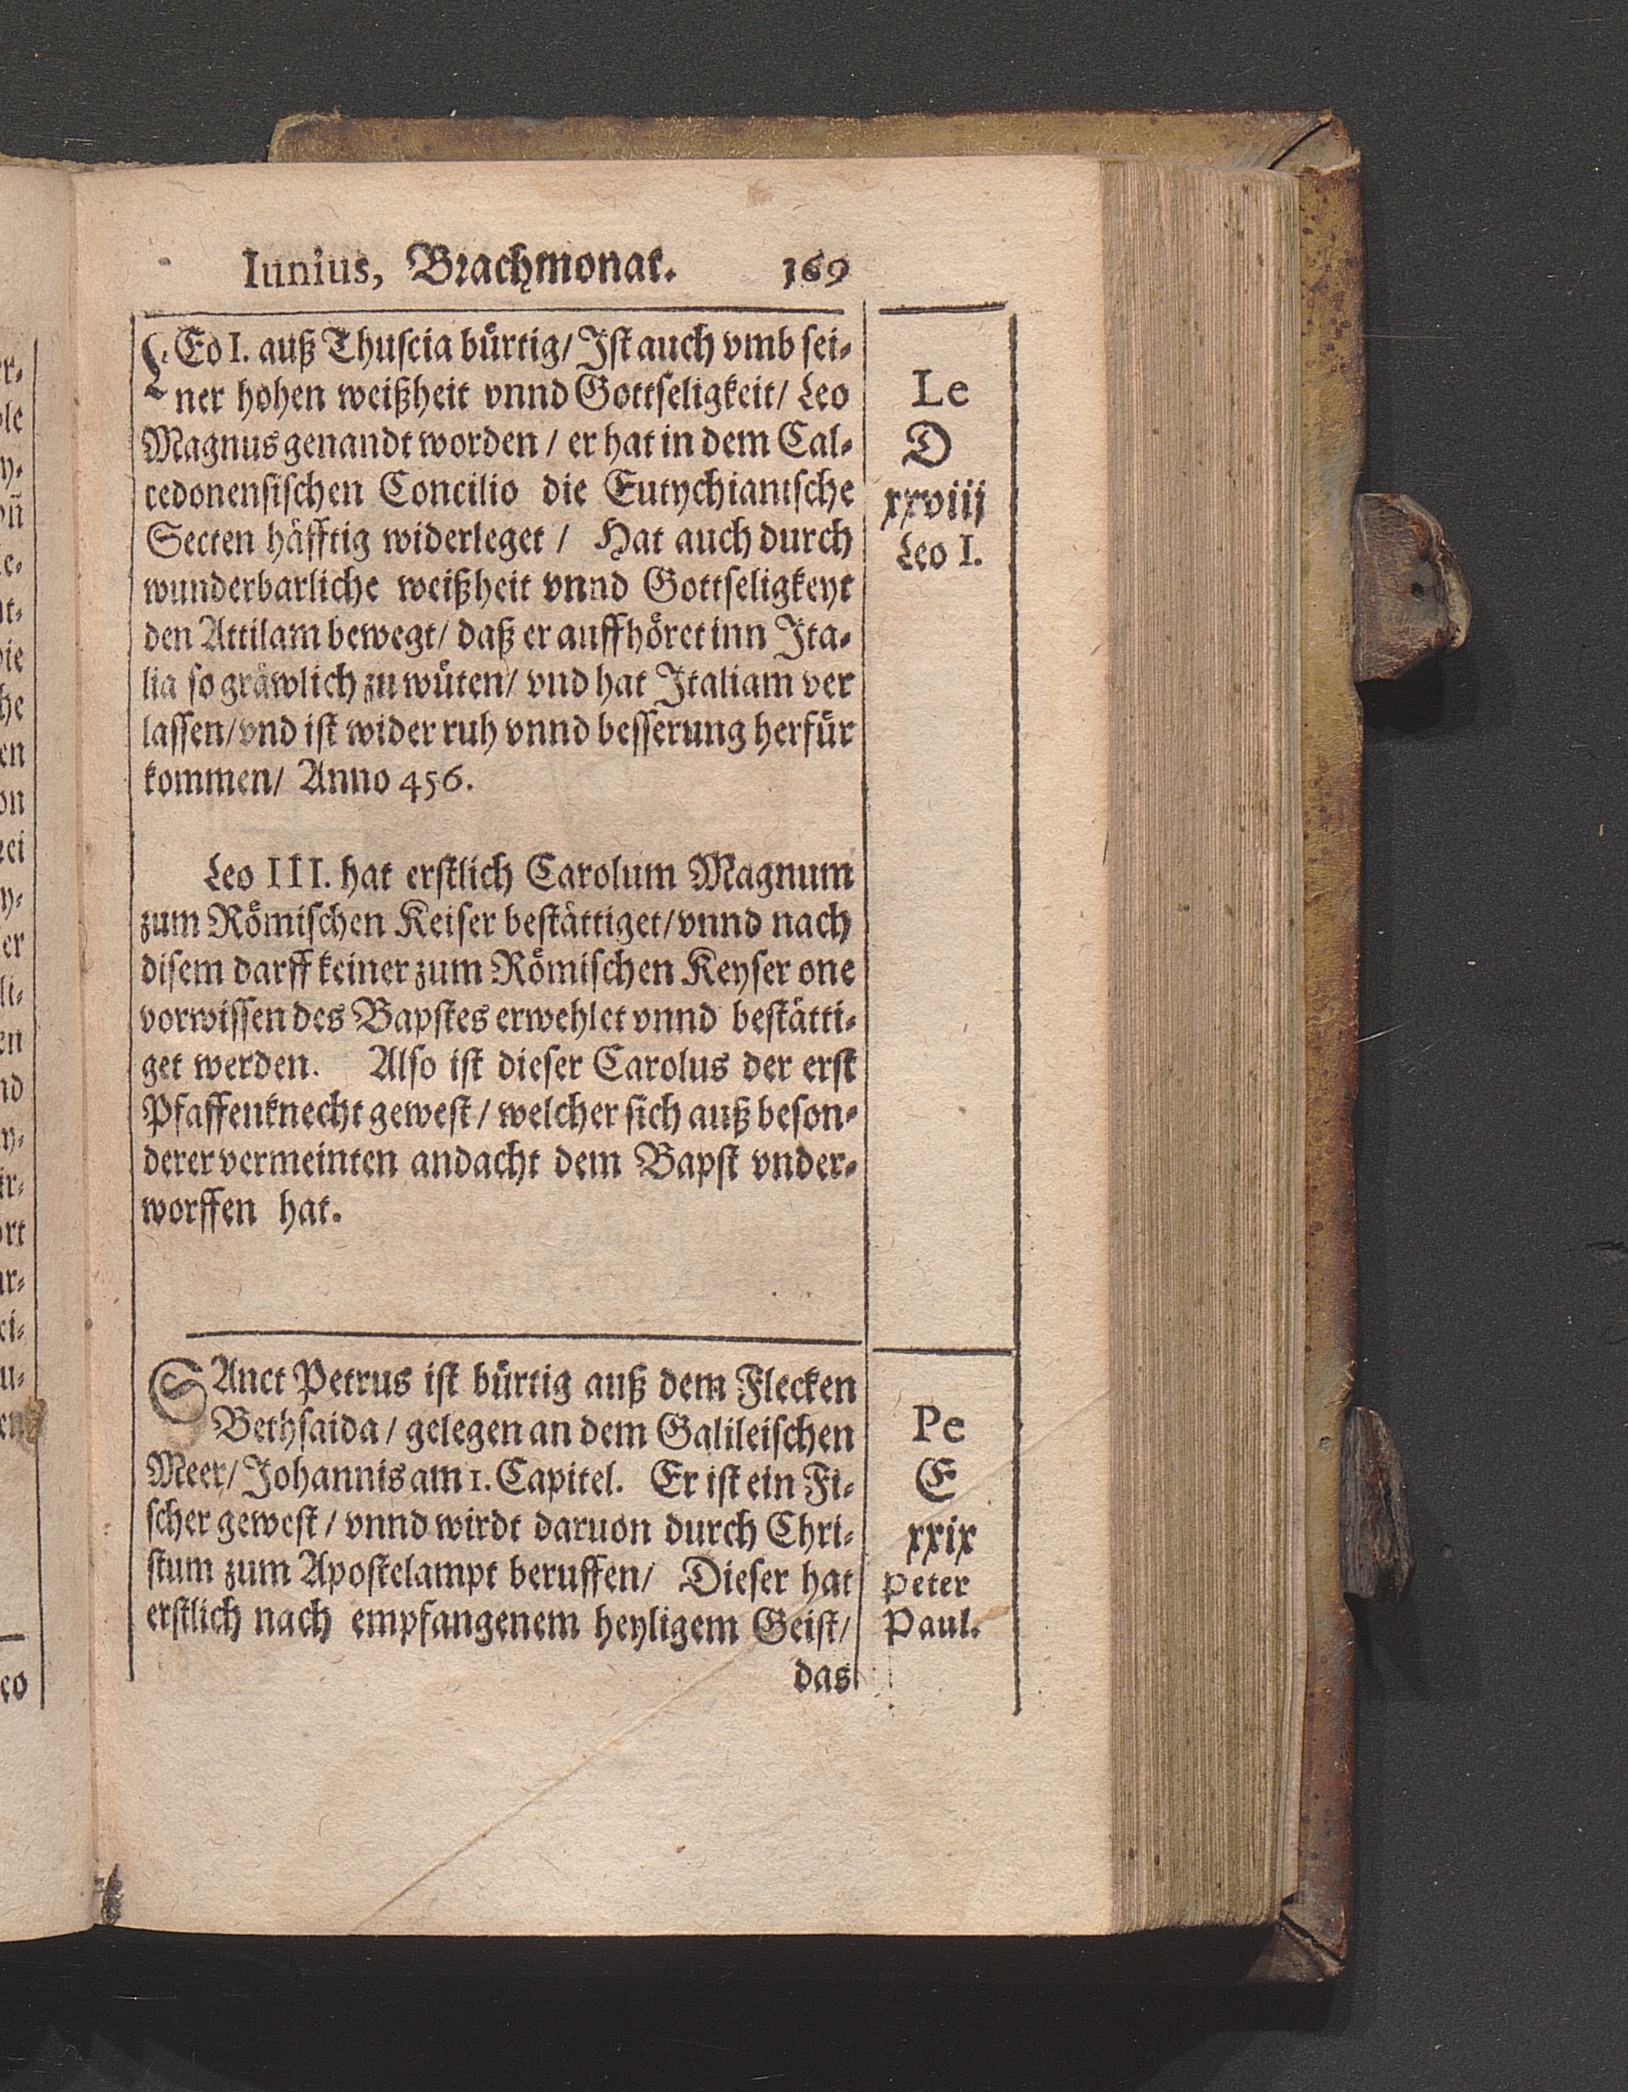 Iunius, Brachmonat. 169
LEo I. auß Thuscia bürtig/ Ist auch vmb sei-
ner hohen weißheit vnnd Gottseligkeit/ Leo
Magnus genandt worden / er hat in dem Cal-
cedonensischen Concilio die Eutychianische
Secten häfftig widerleget / Hat auch durch
wunderbarliche weißheit vnnd Gottseligkeyt
den Attilam bewegt/ daß er auffhöret inn Ita-
lia so gräwlich zu wüten/ vnd hat Italiam ver
lassen/ vnd ist wider ruh vnnd besserung herfür
kommen/ Anno 456.
Le
D
xxviij
Leo I.
Leo III. hat erstlich Carolum Magnum
zum Römischen Keiser bestättiget/ vnnd nach
disem darff keiner zum Römischen Keyser one
vorwissen des Bapstes erwehlet vnnd bestätti-
get werden. Also ist dieser Carolus der erst
Pfaffenknecht gewest / welcher sich auß beson-
derer vermeinten andacht dem Bapst vnder-
worffen hat.
SAnct Petrus ist bürtig auß dem Flecken
Bethsaida / gelegen an dem Galileischen
Meer/ Johannis am 1. Capitel. Er ist ein Fi-
scher gewest / vnnd wirdt daruon durch Chri-
stum zum Apostelampt beruffen/ Dieser hat
erstlich nach empfangenem heyligem Geist/
das
Pe
E
xxix
Peter
Paul.